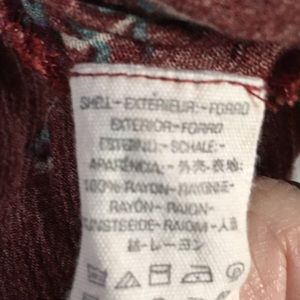 SHELL-EXTÉRIEUR:-FORRO
EXTERIOR-FORRO
ESTERNO:-SCHALE:-
APARÊNCIA:-外壳-表地:
100% RAYON-RAYONNE-
RAYÓN-RAION-
KUNSTSEIDE-RAIOM-人造
絲-レーヨン